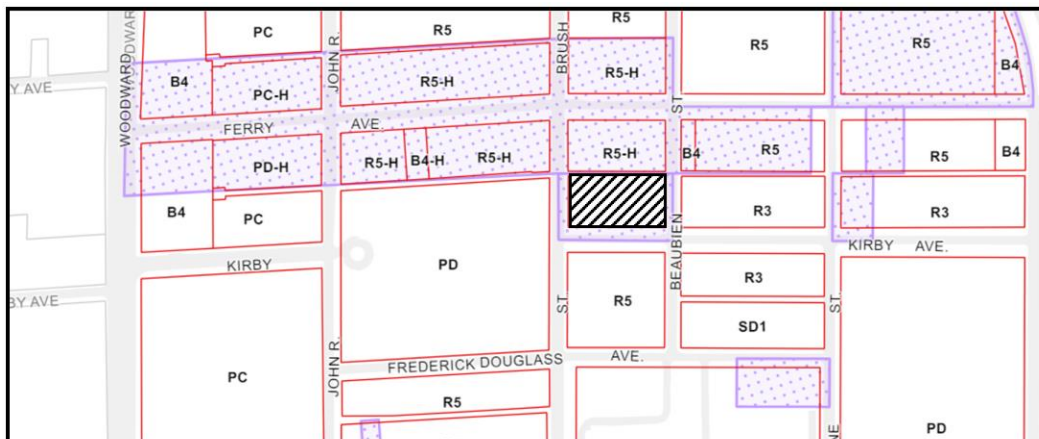 PC
R5
R5
R5
R5
B4
WOODWARD
WOODWARD
JOHN R.
BRUSH
B4
PC-H
R5-H
R5-H
Y AVE
ST
FERRY
AVE.
PD-H
R5-H
B4-H
R5-H
R5-H
B4
R5
R5
B4
B4
PC
R3
R3
KIRBY
KIRBY AVE.
BEAUBIEN
PD
R3
BY AVE
ST.
R5
ST.
SD1
FREDERICK DOUGLASS
AVE.
JOHN R.
PC
R5
PD
NE